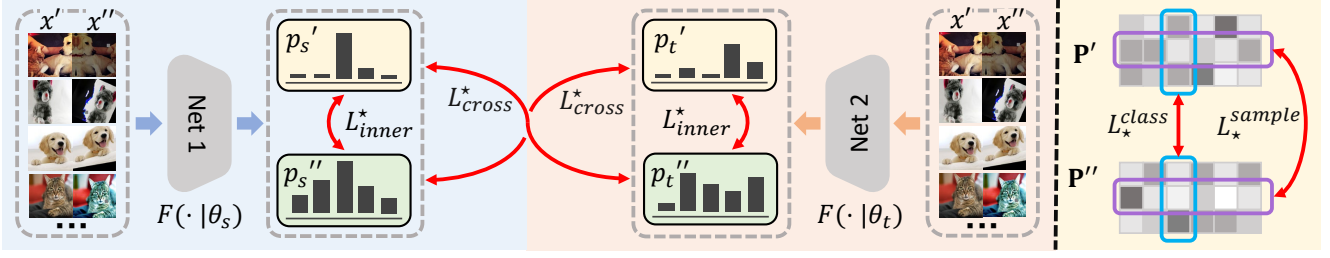 x′ x″
...
Net 1
F(· |θₛ)
pₛ′
L*inner
pₛ″
L*cross
L*cross
pₜ′
L*inner
pₜ″
Net 2
F(· |θₜ)
x′ x″
...
P′
L⋆^class L⋆^sample
P″